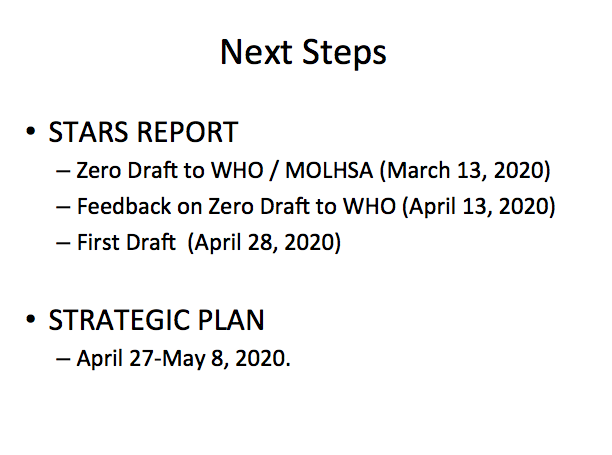 Next Steps
• STARS REPORT
– Zero Draft to WHO / MOLHSA (March 13, 2020)
– Feedback on Zero Draft to WHO (April 13, 2020)
– First Draft  (April 28, 2020)
• STRATEGIC PLAN
– April 27-May 8, 2020.